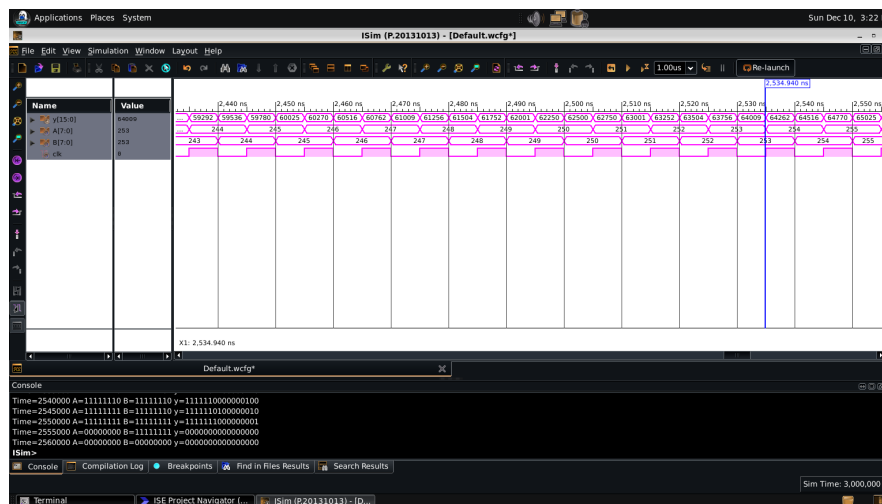 Applications Places System Sun Dec 10, 3:22
ISim (P.20131013) - [Default.wcfg*]
File Edit View Simulation Window Layout Help
1.00us Re-launch
2,534.940 ns
Name Value
2,440 ns 2,450 ns 2,460 ns 2,470 ns 2,480 ns 2,490 ns 2,500 ns 2,510 ns 2,520 ns 2,530 ns 2,540 ns 2,550 ns
y[15:0] 64009 ... 59292 59536 59780 60025 60270 60516 60762 61009 61256 61504 61752 62001 62250 62500 62750 63001 63252 63504 63756 64009 64262 64516 64770 65025
A[7:0] 253 ... 244 245 246 247 248 249 250 251 252 253 254 255
B[7:0] 253 243 244 245 246 247 248 249 250 251 252 253 254 255
clk 0
X1: 2,534.940 ns
Default.wcfg*
Console
Time=2540000 A=11111110 B=11111110 y=1111110000000100
Time=2545000 A=11111111 B=11111110 y=1111110100000010
Time=2550000 A=11111111 B=11111111 y=1111111000000001
Time=2555000 A=00000000 B=11111111 y=0000000000000000
Time=2560000 A=00000000 B=00000000 y=0000000000000000
ISim>
Console Compilation Log Breakpoints Find in Files Results Search Results
Sim Time: 3,000,000
Terminal ISE Project Navigator (... ISim (P.20131013) - [D...